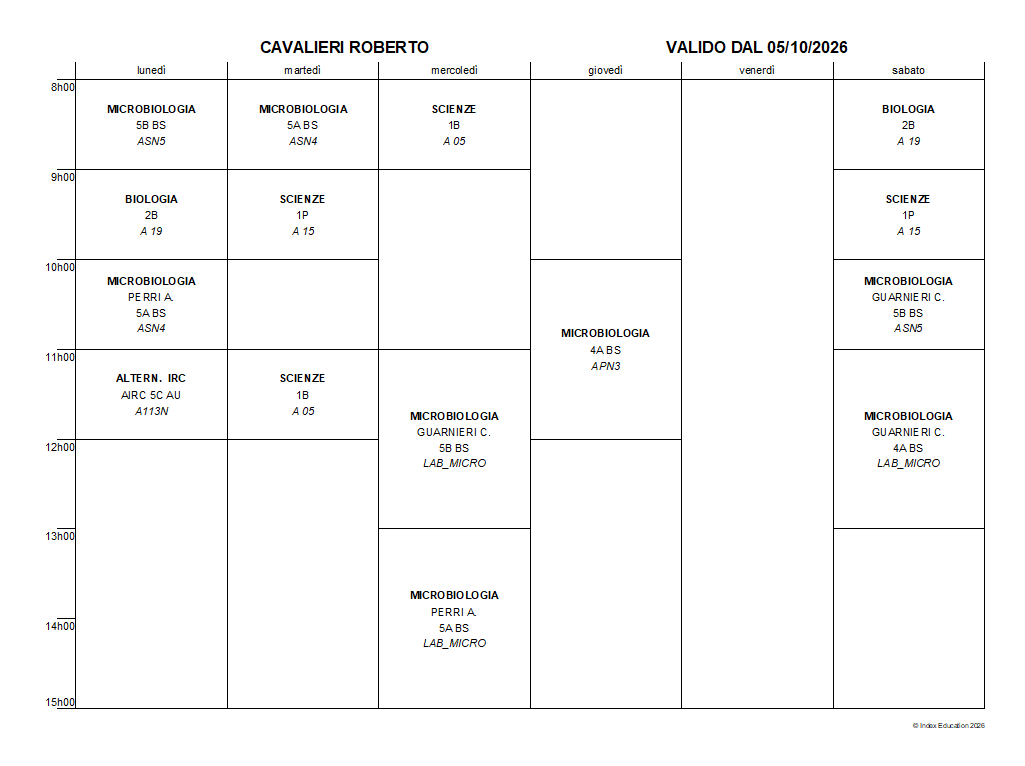 CAVALIERI ROBERTO
VALIDO DAL 05/10/2026
lunedì
martedì
mercoledì
giovedì
venerdì
sabato
8h00
MICROBIOLOGIA
5B BS
ASN5
MICROBIOLOGIA
5A BS
ASN4
SCIENZE
1B
A 05
BIOLOGIA
2B
A 19
9h00
BIOLOGIA
2B
A 19
SCIENZE
1P
A 15
SCIENZE
1P
A 15
10h00
MICROBIOLOGIA
PERRI A.
5A BS
ASN4
MICROBIOLOGIA
4A BS
APN3
MICROBIOLOGIA
GUARNIERI C.
5B BS
ASN5
11h00
ALTERN. IRC
AIRC 5C AU
A113N
SCIENZE
1B
A 05
MICROBIOLOGIA
GUARNIERI C.
5B BS
LAB_MICRO
MICROBIOLOGIA
GUARNIERI C.
4A BS
LAB_MICRO
12h00
13h00
MICROBIOLOGIA
PERRI A.
5A BS
LAB_MICRO
14h00
15h00
© Index Education 2026